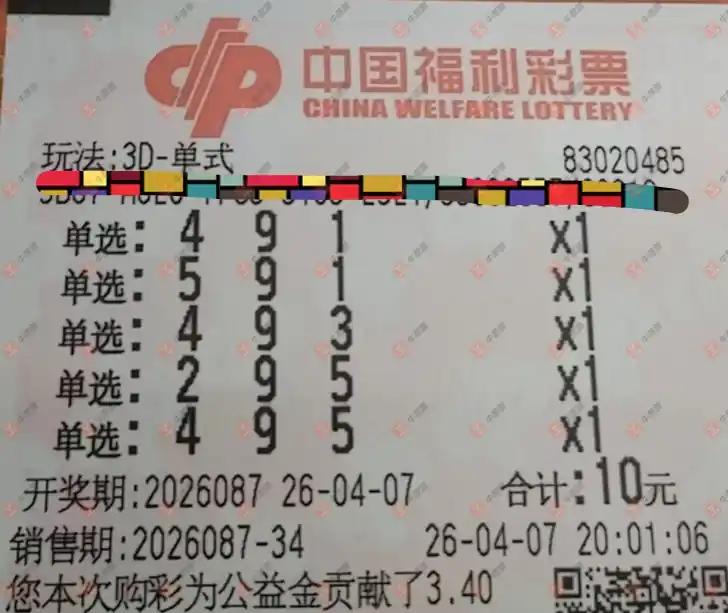 中国福利彩票
CHINA WELFARE LOTTERY
玩法:3D-单式 83020485
单选: 4 9 1 x1
单选: 5 9 1 x1
单选: 4 9 3 x1
单选: 2 9 5 x1
单选: 4 9 5 x1
开奖期:2026087 26-04-07 合计:10元
销售期:2026087-34 26-04-07 20:01:06
您本次购彩为公益金贡献了3.40